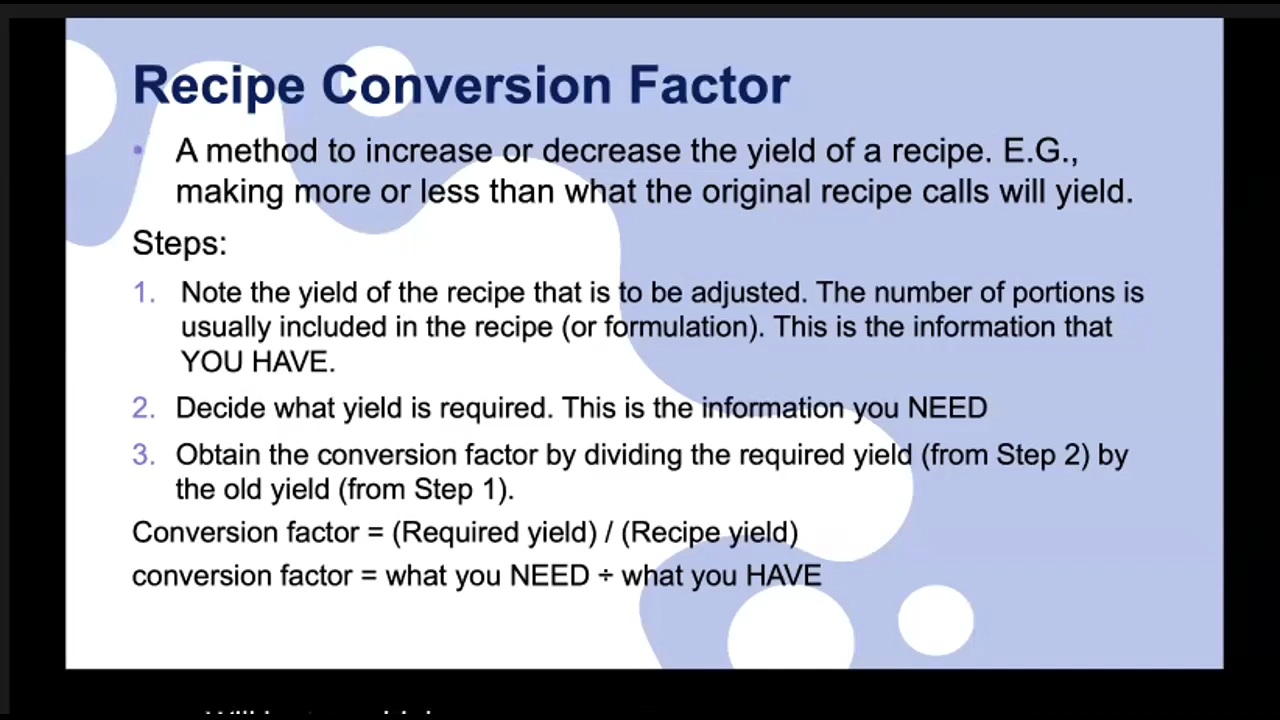 Recipe Conversion Factor
• A method to increase or decrease the yield of a recipe. E.G.,
making more or less than what the original recipe calls will yield.
Steps:
1. Note the yield of the recipe that is to be adjusted. The number of portions is
usually included in the recipe (or formulation). This is the information that
YOU HAVE.
2. Decide what yield is required. This is the information you NEED
3. Obtain the conversion factor by dividing the required yield (from Step 2) by
the old yield (from Step 1).
Conversion factor = (Required yield) / (Recipe yield)
conversion factor = what you NEED ÷ what you HAVE